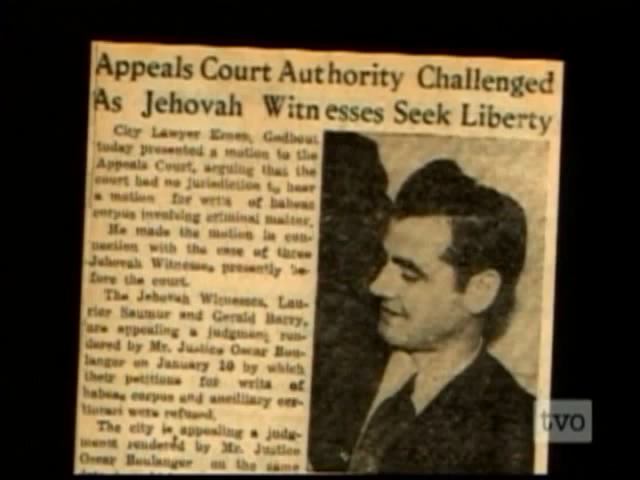 Appeals Court Authority Challenged
As Jehovah Witnesses Seek Liberty
City Lawyer Ernest Godbout
today presented a motion to the
Appeals Court, arguing that the
court had no jurisdiction to hear
a motion for writs of habeas
corpus involving criminal matter.
He made the motion in con-
nection with the case of three
Jehovah Witnesses, presently be-
fore the court.
The Jehovah Witnesses, Lau-
rier Saumur and Gerald Barry,
are appealing a judgment ren-
dered by Mr. Justice Oscar Bou-
langer on January 10 by which
their petitions for writs of
habeas corpus and ancillary cer-
tiorari were refused.
The city is appealing a judg-
ment rendered by Mr. Justice
Oscar Boulanger on the same
tvo